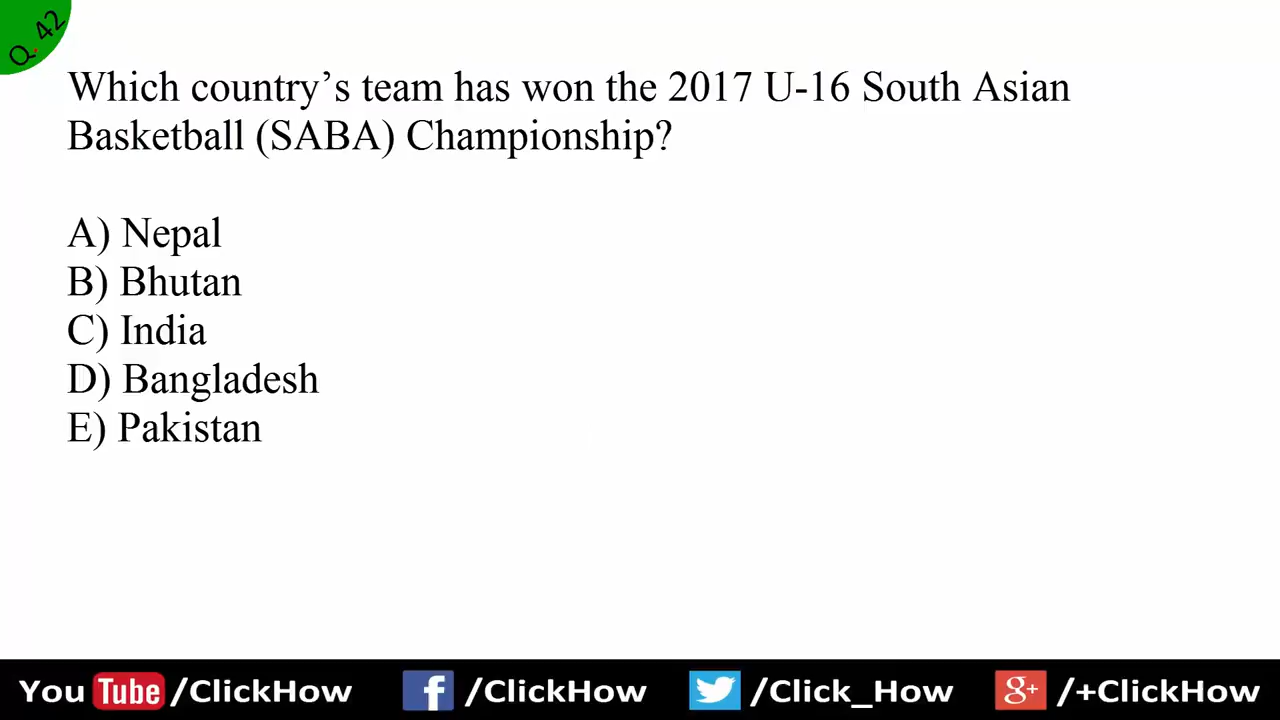 Q. 42
Which country’s team has won the 2017 U-16 South Asian
Basketball (SABA) Championship?
A) Nepal
B) Bhutan
C) India
D) Bangladesh
E) Pakistan
You Tube /ClickHow f /ClickHow /Click_How g+ /+ClickHow